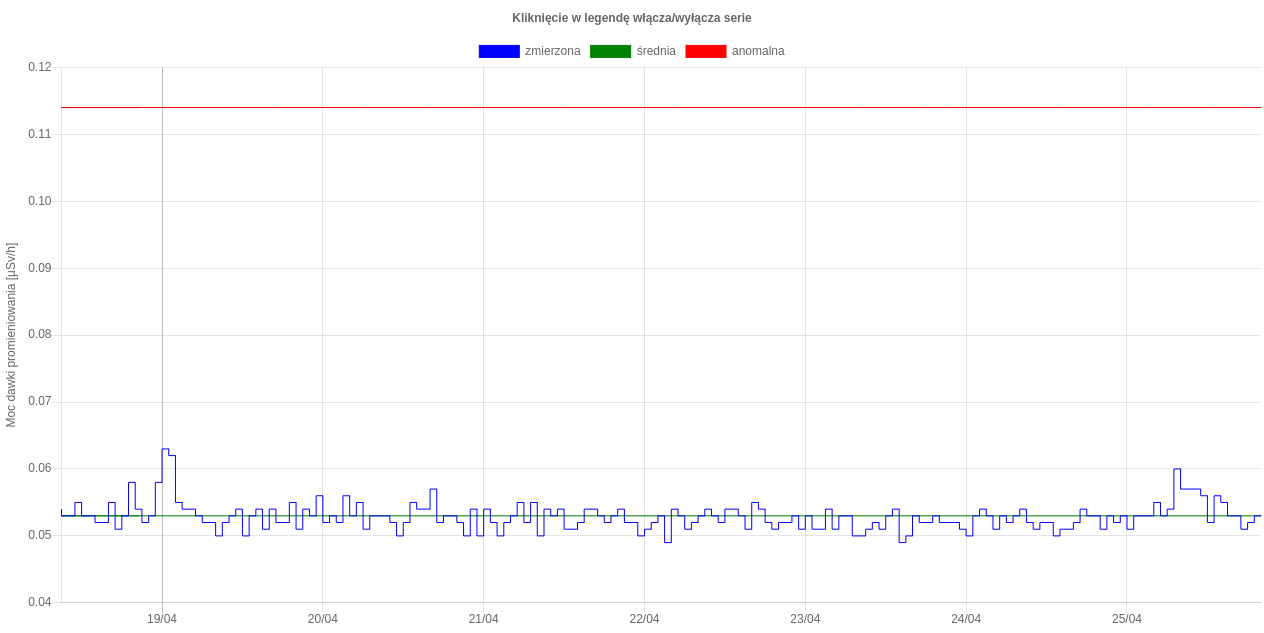 Kliknięcie w legendę włącza/wyłącza serie
zmierzona średnia anomalna
0.12
0.11
0.10
0.09
0.08
0.07
0.06
0.05
0.04
Moc dawki promieniowania [µSv/h]
19/04 20/04 21/04 22/04 23/04 24/04 25/04